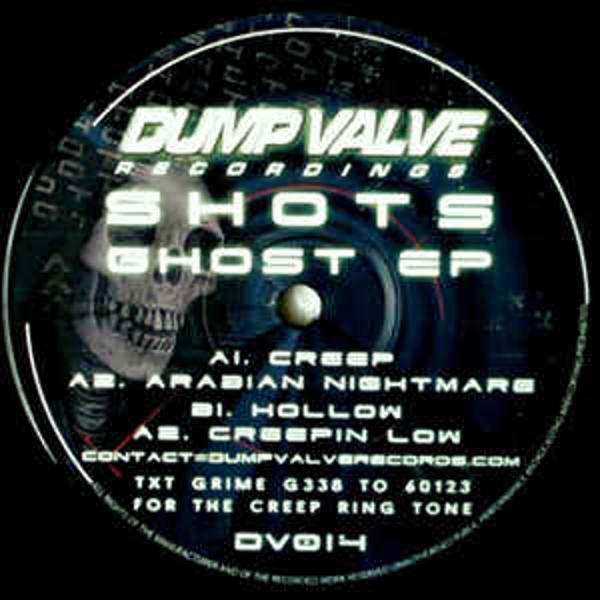 DUMP VALVE
RECORDINGS
SHOTS
GHOST EP
A1. CREEP
A2. ARABIAN NIGHTMARE
B1. HOLLOW
A2. CREEPIN LOW
CONTACT@DUMPVALVERECORDS.COM
TXT GRIME G338 TO 60123
FOR THE CREEP RING TONE
DV014